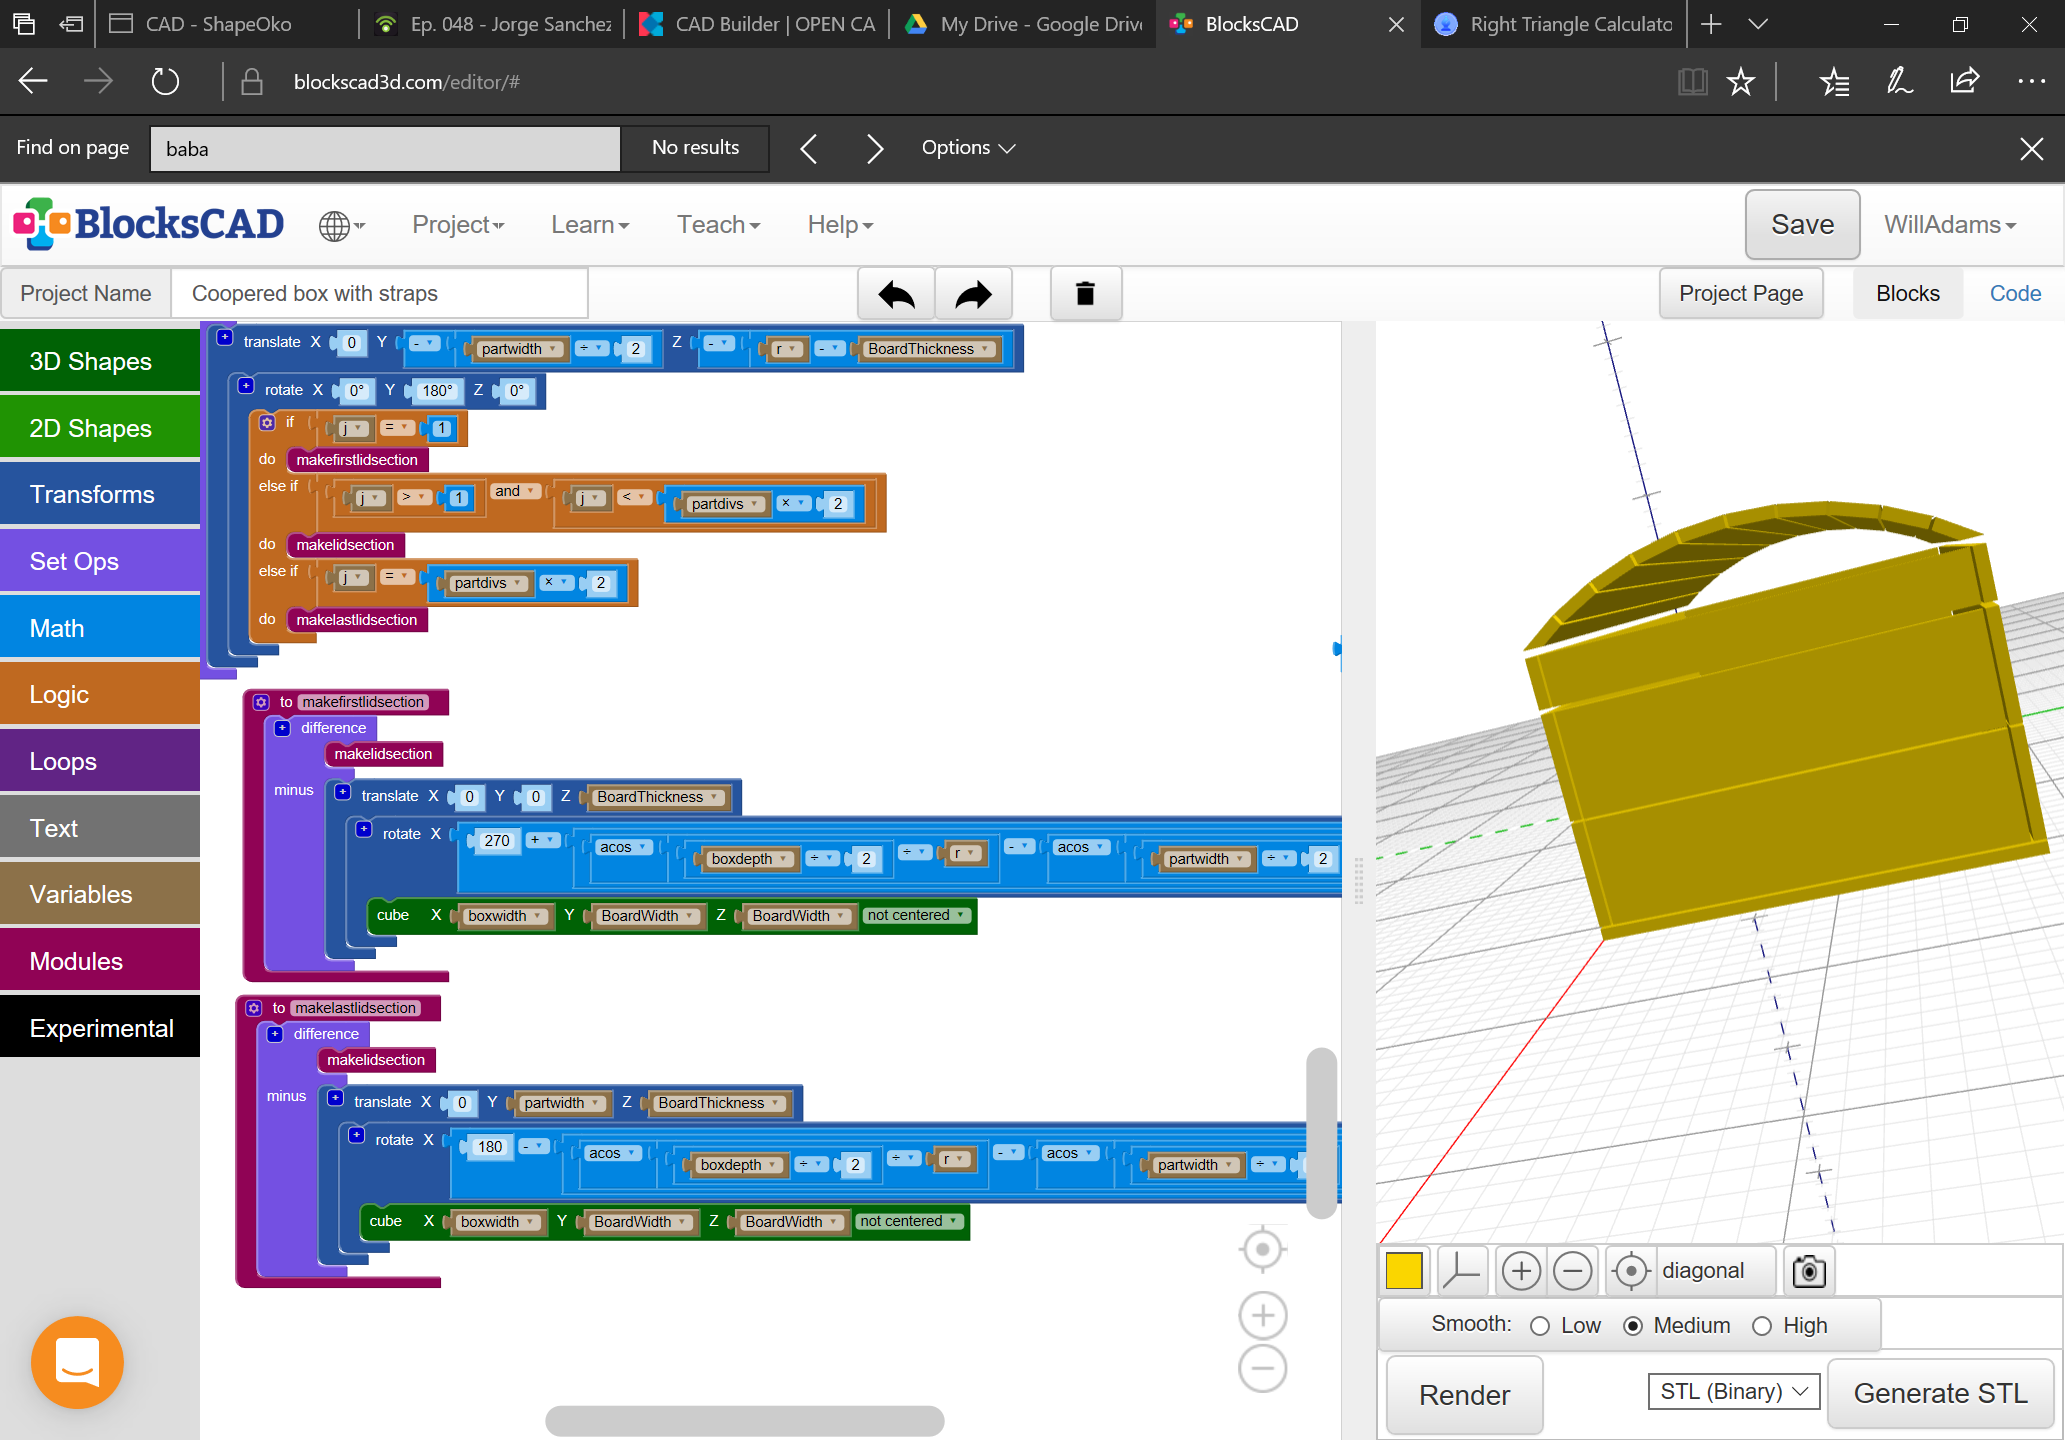 CAD - ShapeOko
Ep. 048 - Jorge Sanchez
CAD Builder | OPEN CA
My Drive - Google Driv
BlocksCAD
Right Triangle Calculato
blockscad3d.com/editor/#
Find on page
baba
No results
Options
BlocksCAD
Project
Learn
Teach
Help
Save
WillAdams
Project Name
Coopered box with straps
Project Page
Blocks
Code
3D Shapes
2D Shapes
Transforms
Set Ops
Math
Logic
Loops
Text
Variables
Modules
Experimental
translate X 0 Y - partwidth ÷ 2 Z - r - BoardThickness
rotate X 0° Y 180° Z 0°
if j = 1
do makefirstlidsection
else if j > 1 and j < partdivs × 2
do makelidsection
else if j = partdivs × 2
do makelastlidsection
to makefirstlidsection
difference
makelidsection
minus translate X 0 Y 0 Z BoardThickness
rotate X 270 + acos boxdepth ÷ 2 ÷ r - acos partwidth ÷ 2
cube X boxwidth Y BoardWidth Z BoardWidth not centered
to makelastlidsection
difference
makelidsection
minus translate X 0 Y partwidth Z BoardThickness
rotate X 180 - acos boxdepth ÷ 2 ÷ r - acos partwidth ÷
cube X boxwidth Y BoardWidth Z BoardWidth not centered
diagonal
Smooth: Low Medium High
Render
STL (Binary)
Generate STL